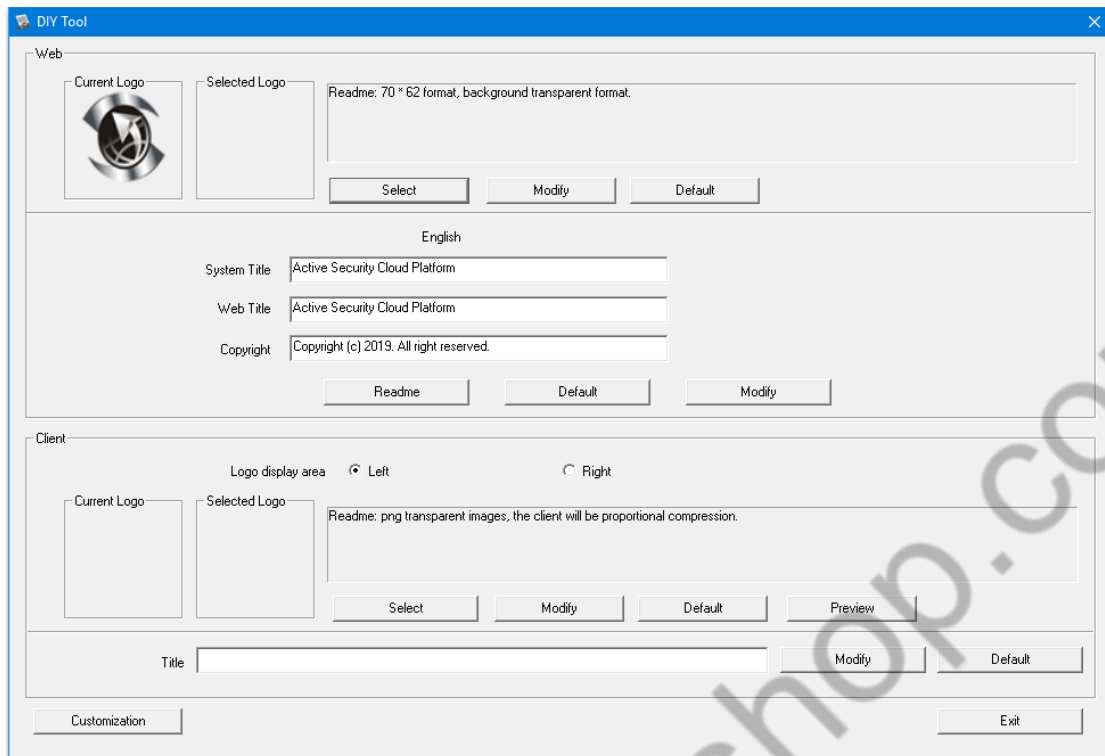 DIY Tool
Web
Current Logo
Selected Logo
Readme: 70 * 62 format, background transparent format.
Select
Modify
Default
English
System Title
Active Security Cloud Platform
Web Title
Active Security Cloud Platform
Copyright
Copyright (c) 2019. All right reserved.
Readme
Default
Modify
Client
Logo display area
Left
Right
Current Logo
Selected Logo
Readme: png transparent images, the client will be proportional compression.
Select
Modify
Default
Preview
Title
Modify
Default
Customization
Exit
shop.co